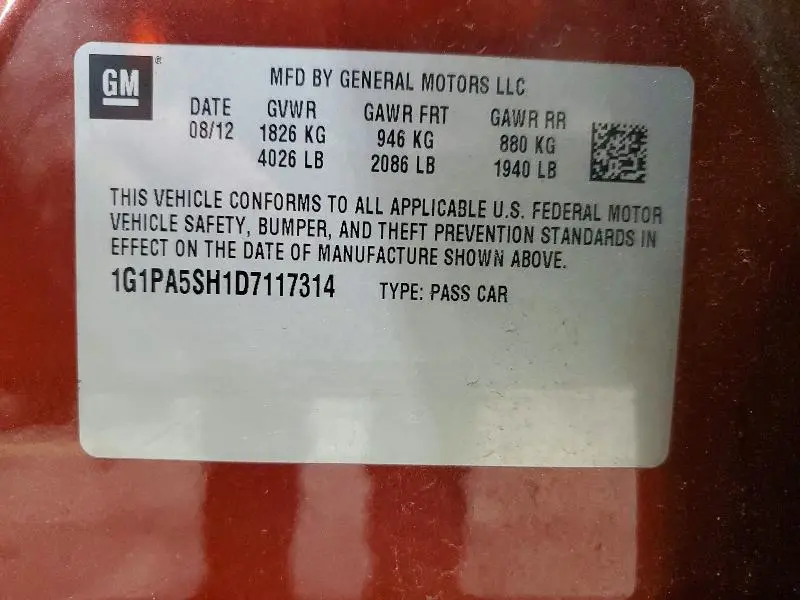 GM ®
MFD BY GENERAL MOTORS LLC
DATE GVWR GAWR FRT GAWR RR
08/12 1826 KG 946 KG 880 KG
4026 LB 2086 LB 1940 LB
THIS VEHICLE CONFORMS TO ALL APPLICABLE U.S. FEDERAL MOTOR
VEHICLE SAFETY, BUMPER, AND THEFT PREVENTION STANDARDS IN
EFFECT ON THE DATE OF MANUFACTURE SHOWN ABOVE.
1G1PA5SH1D7117314 TYPE: PASS CAR